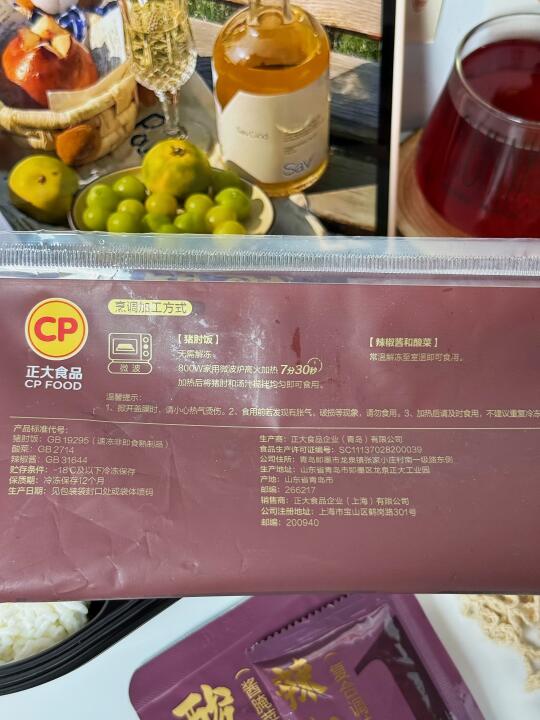 SavGind
Sav
CP
正大食品
CP FOOD
烹调加工方式
微波
【猪肘饭】
无需解冻。
800W家用微波炉高火加热 7分30秒
加热后将猪肘和汤汁搅拌均匀即可食用。
【辣椒酱和酸菜】
常温解冻至室温即可食用。
温馨提示：
1、掀开盖膜时，请小心热气烫伤。2、食用前若发现有胀气、破损等现象，请勿食用。3、加热后请及时食用，不建议重复冷冻
产品标准代号：
猪肘饭：GB 19295（速冻非即食熟制品）
酸菜：GB 2714
辣椒酱：GB 31644
贮存条件：-18℃及以下冷冻保存
保质期：冷冻保存12个月
生产日期：见包装袋封口处或袋体喷码
生产商：正大食品企业（青岛）有限公司
食品生产许可证编号：SC11137028200039
公司住所：青岛即墨市龙泉镇张家小庄村南一级路东侧
生产地址：山东省青岛市即墨区龙泉正大工业园
产地：山东省青岛市
邮编：266217
销售商：正大食品企业（上海）有限公司
公司注册地址：上海市宝山区鹤岗路301号
邮编：200940
酸
（酱腌
辣